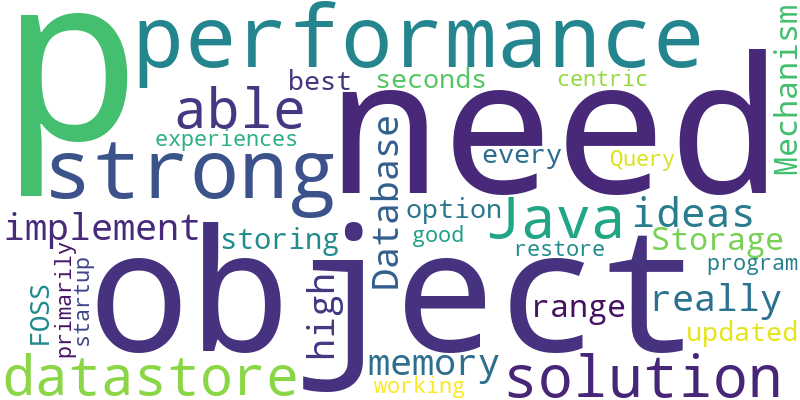 p
performance
need
best
seconds
centric
Mechanism
able
experiences
strong
Database
every
Query
implement
storing
option
good
Java
ideas
restore
Storage
program
FOSS
primarily
startup
object
high
range
really
updated
datastore
memory
working
solution